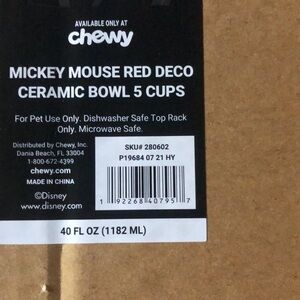 AVAILABLE ONLY AT
chewy
MICKEY MOUSE RED DECO
CERAMIC BOWL 5 CUPS
For Pet Use Only. Dishwasher Safe Top Rack
Only. Microwave Safe.
Distributed by Chewy, Inc.
Dania Beach, FL 33004
1-800-672-4399
chewy.com
MADE IN CHINA
©Disney
www.disney.com
SKU# 280602
P19684 07 21 HY
1 92268 40795 7
40 FL OZ (1182 ML)